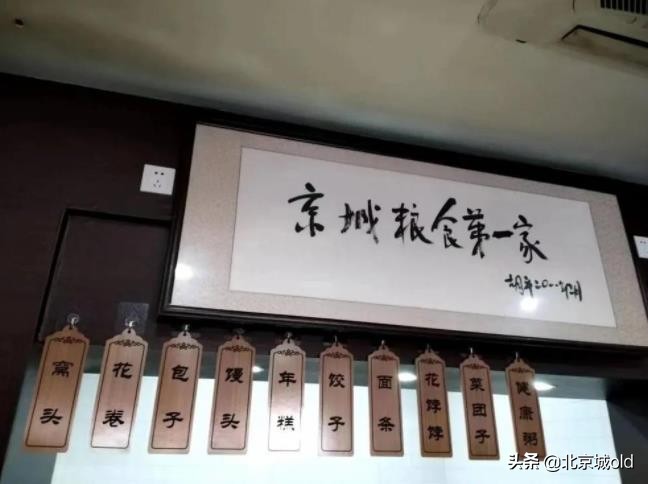 京城粮食第一家
窝头
花卷
包子
馒头
年糕
饺子
面条
花饽饽
菜团子
健康粥
头条 @北京城old